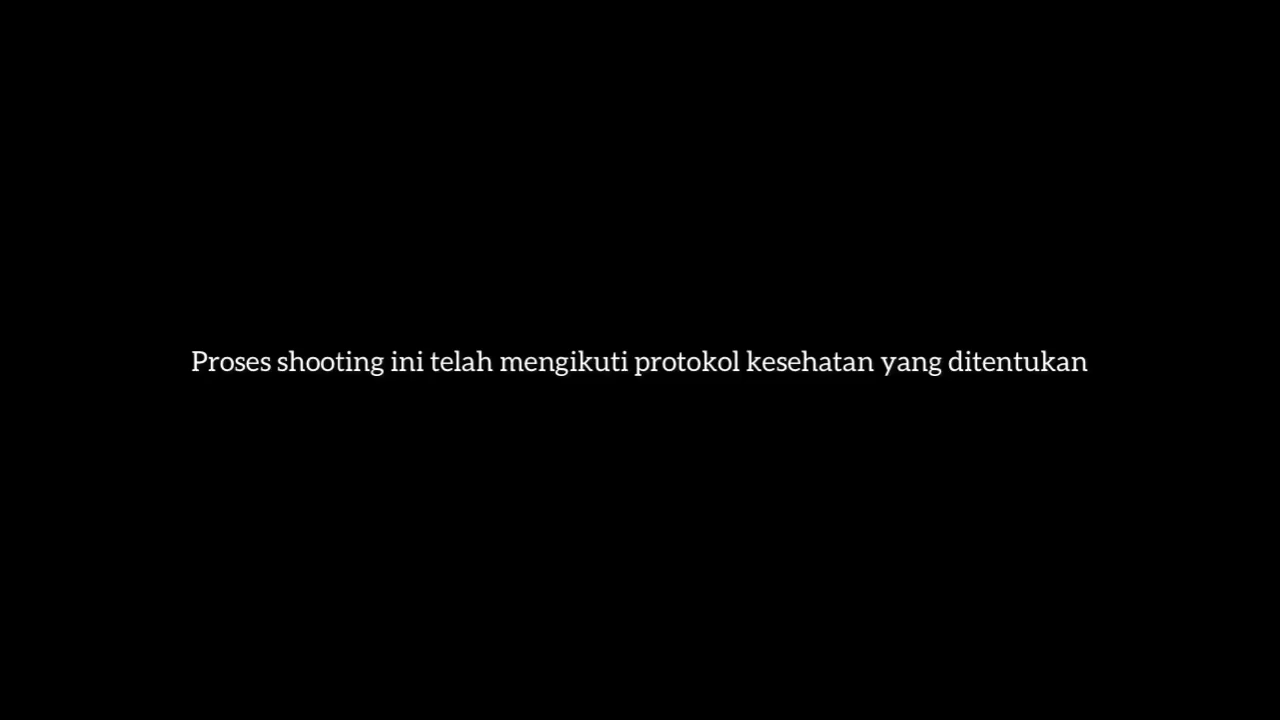 Proses shooting ini telah mengikuti protokol kesehatan yang ditentukan